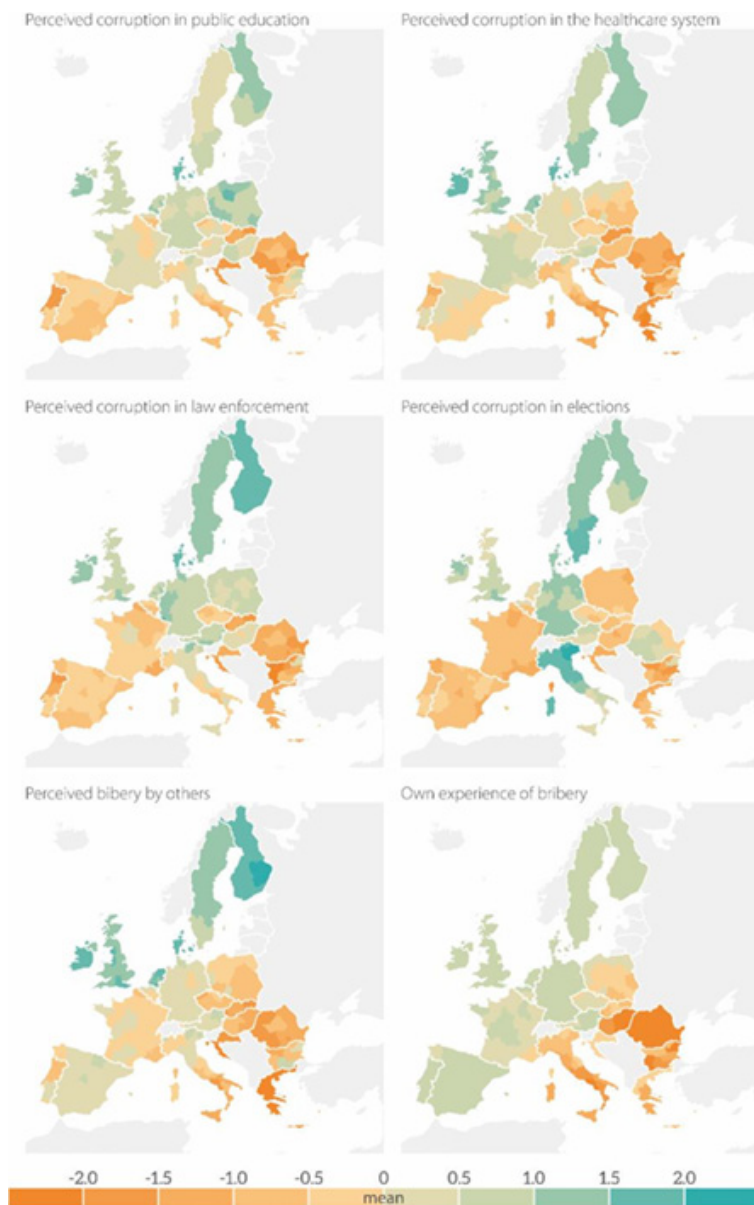 Perceived corruption in public education
Perceived corruption in the healthcare system
Perceived corruption in law enforcement
Perceived corruption in elections
Perceived bibery by others
Own experience of bribery
-2.0 -1.5 -1.0 -0.5 0 0.5 1.0 1.5 2.0
mean